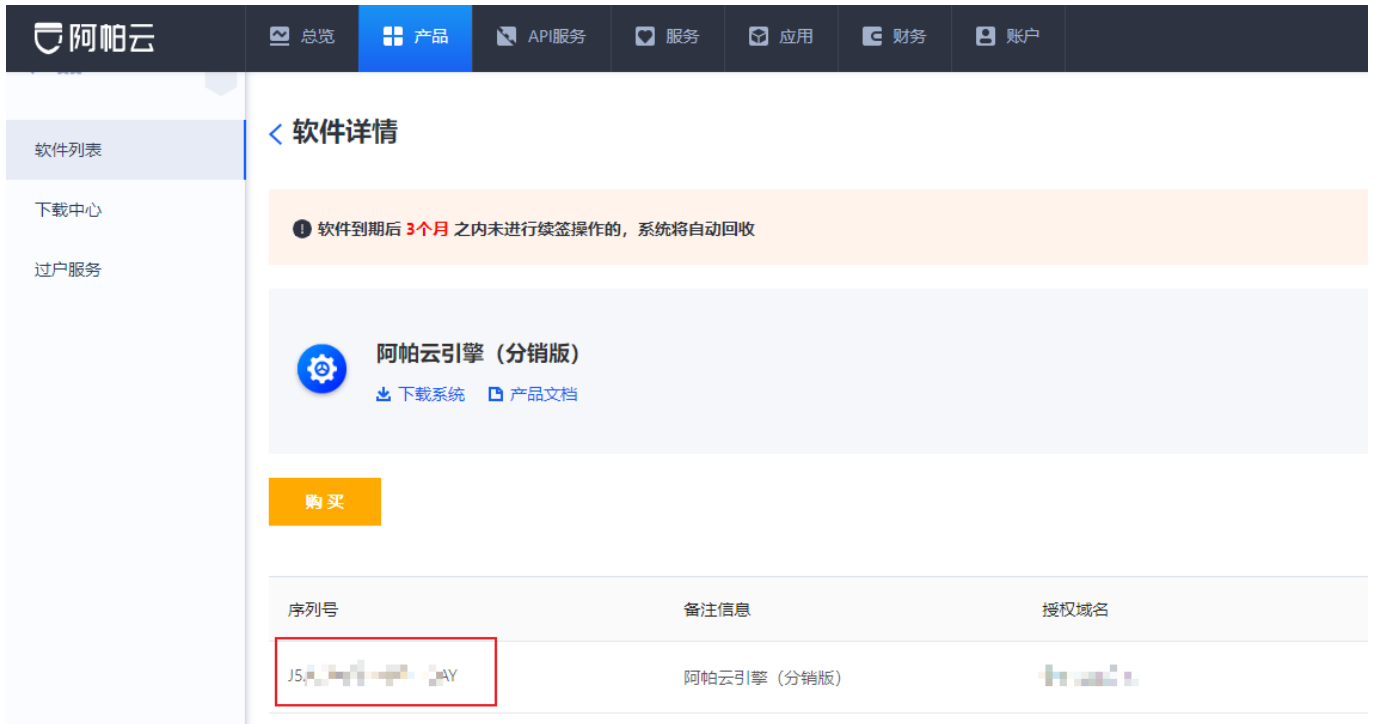 阿帕云 总览 产品 API服务 服务 应用 财务 账户
软件列表
下载中心
过户服务
软件详情
软件到期后 3个月 之内未进行续签操作的，系统将自动回收
阿帕云引擎（分销版）
下载系统 产品文档
购 买
序列号 备注信息 授权域名
阿帕云引擎（分销版）